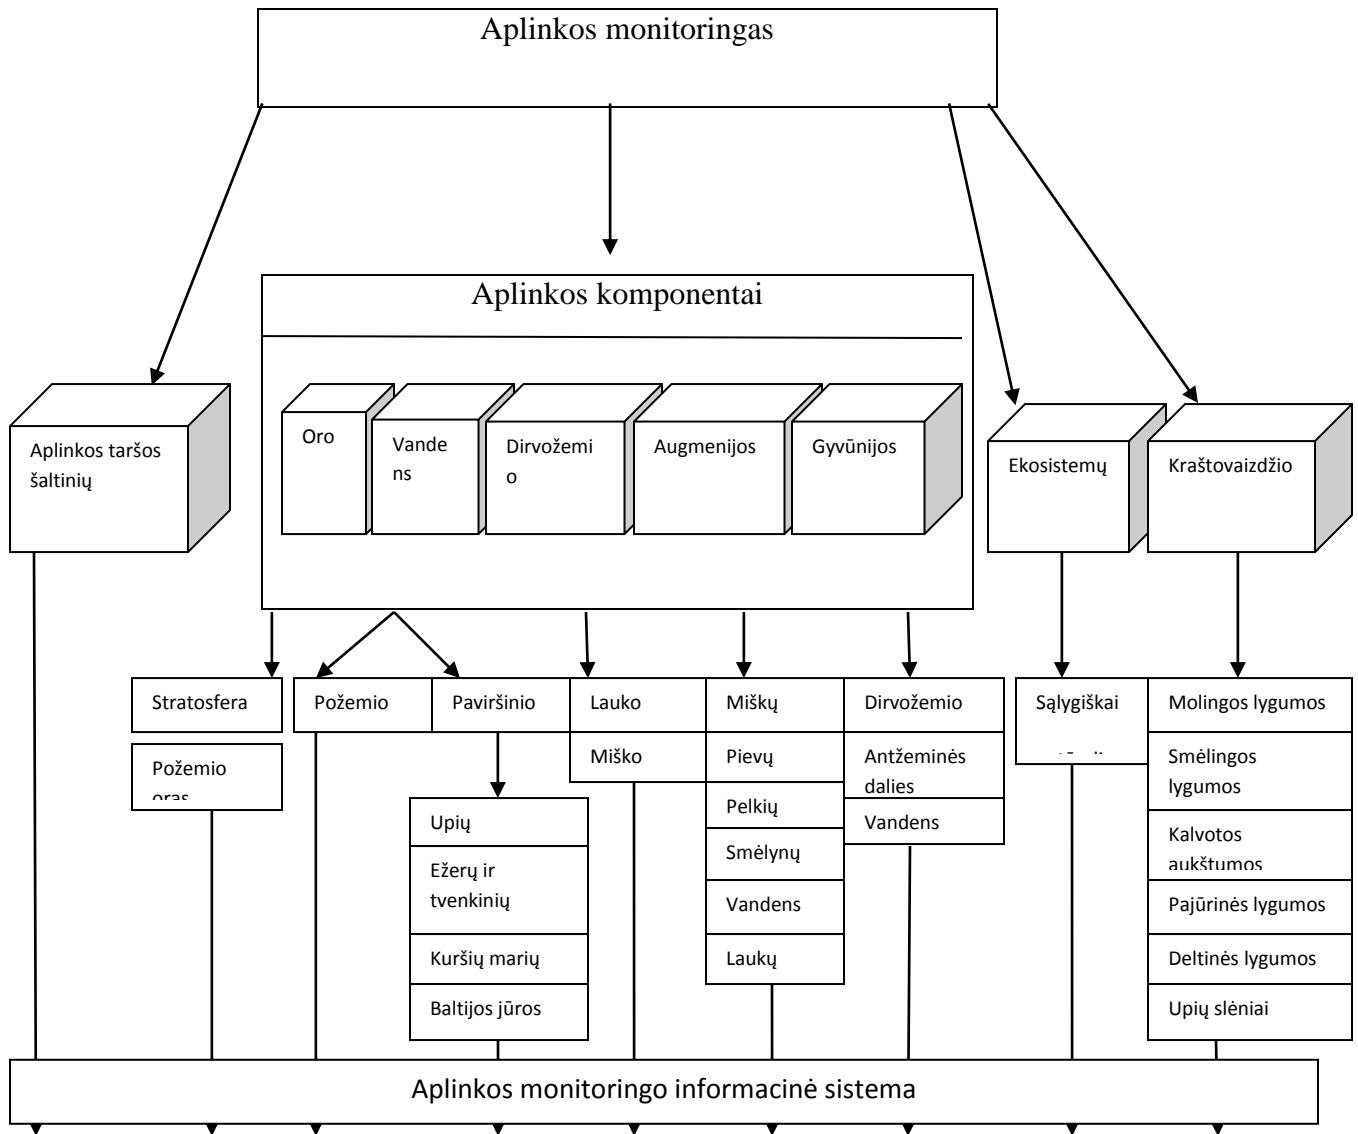 Aplinkos monitoringas
Aplinkos komponentai
Aplinkos taršos
šaltinių
Oro
Vande
ns
Dirvožemi
o
Augmenijos
Gyvūnijos
Ekosistemų
Kraštovaizdžio
Stratosfera
Požemio
oras
Požemio
Paviršinio
Upių
Ežerų ir
tvenkinių
Kuršių marių
Baltijos jūros
Lauko
Miško
Miškų
Pievų
Pelkių
Smėlynų
Vandens
Laukų
Dirvožemio
Antžeminės
dalies
Vandens
Sąlygiškai
Molingos lygumos
Smėlingos
lygumos
Kalvotos
aukštumos
Pajūrinės lygumos
Deltinės lygumos
Upių slėniai
Aplinkos monitoringo informacinė sistema